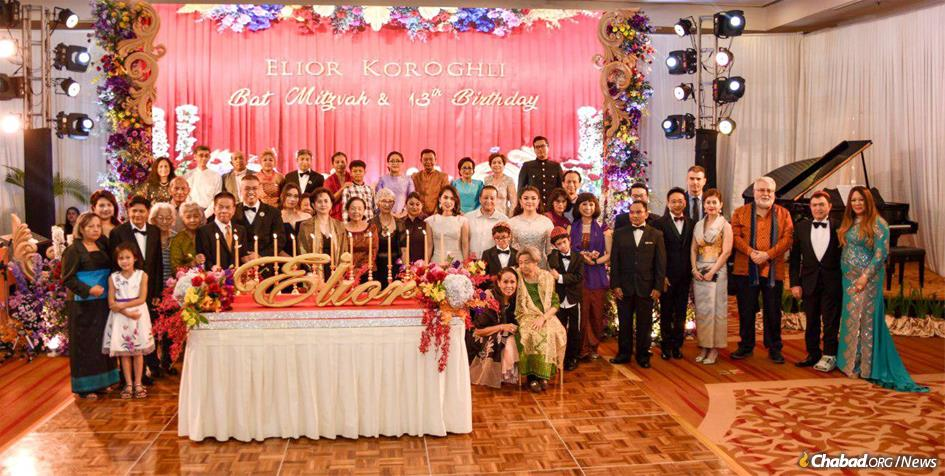 ELIOR KOROGHLI
Bat Mitzvah & 13th Birthday
Elior
Chabad.ORG/News